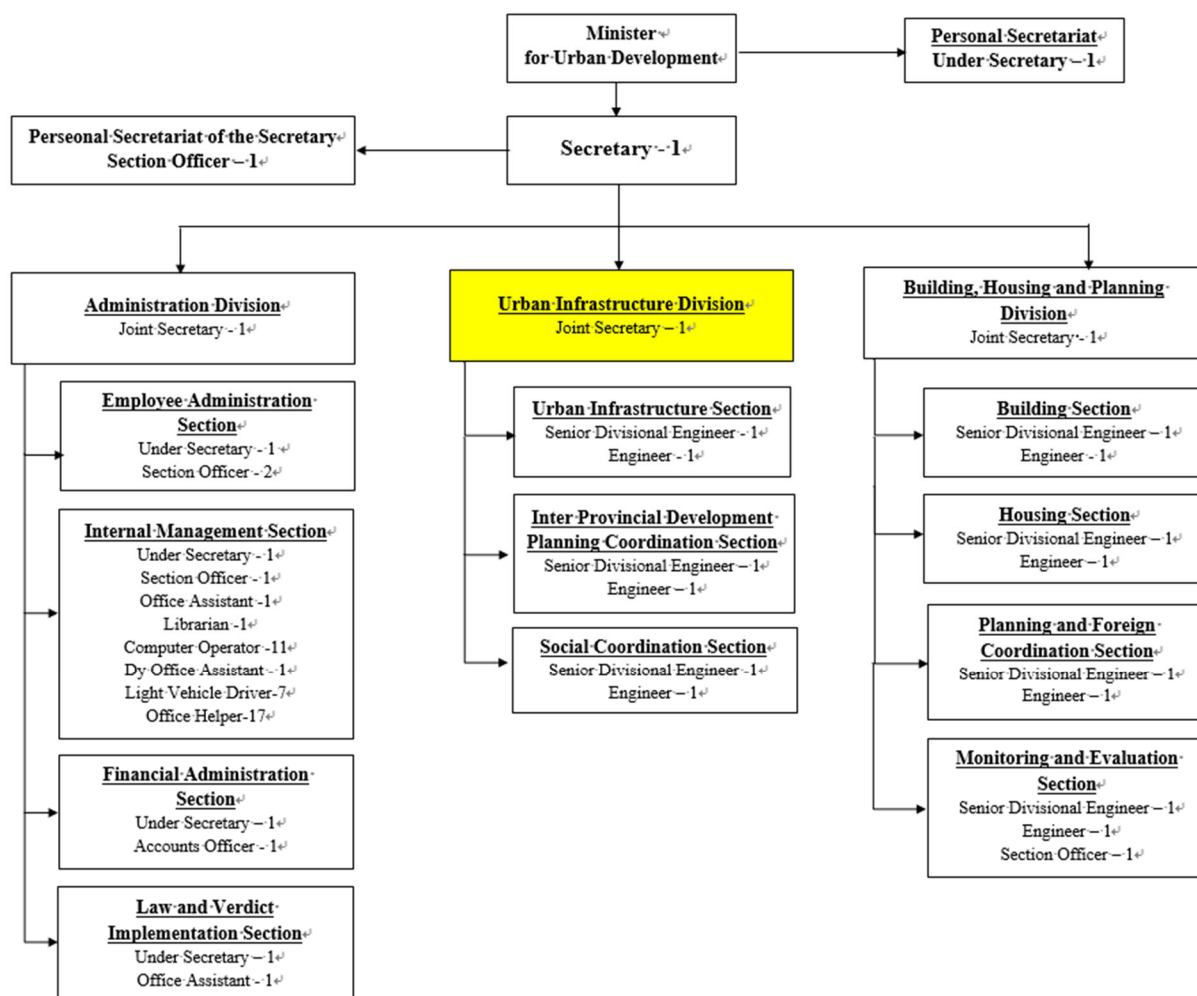 Minister
for Urban Development
Personal Secretariat
Under Secretary – 1
Perseonal Secretariat of the Secretary
Section Officer – 1
Secretary - 1
Administration Division
Joint Secretary - 1
Urban Infrastructure Division
Joint Secretary – 1
Building, Housing and Planning
Division
Joint Secretary - 1
Employee Administration
Section
Under Secretary - 1
Section Officer - 2
Internal Management Section
Under Secretary - 1
Section Officer - 1
Office Assistant -1
Librarian -1
Computer Operator -11
Dy Office Assistant - 1
Light Vehicle Driver-7
Office Helper-17
Financial Administration
Section
Under Secretary – 1
Accounts Officer - 1
Law and Verdict
Implementation Section
Under Secretary – 1
Office Assistant - 1
Urban Infrastructure Section
Senior Divisional Engineer - 1
Engineer - 1
Inter Provincial Development
Planning Coordination Section
Senior Divisional Engineer – 1
Engineer – 1
Social Coordination Section
Senior Divisional Engineer -1
Engineer – 1
Building Section
Senior Divisional Engineer – 1
Engineer - 1
Housing Section
Senior Divisional Engineer – 1
Engineer – 1
Planning and Foreign
Coordination Section
Senior Divisional Engineer – 1
Engineer – 1
Monitoring and Evaluation
Section
Senior Divisional Engineer – 1
Engineer – 1
Section Officer – 1